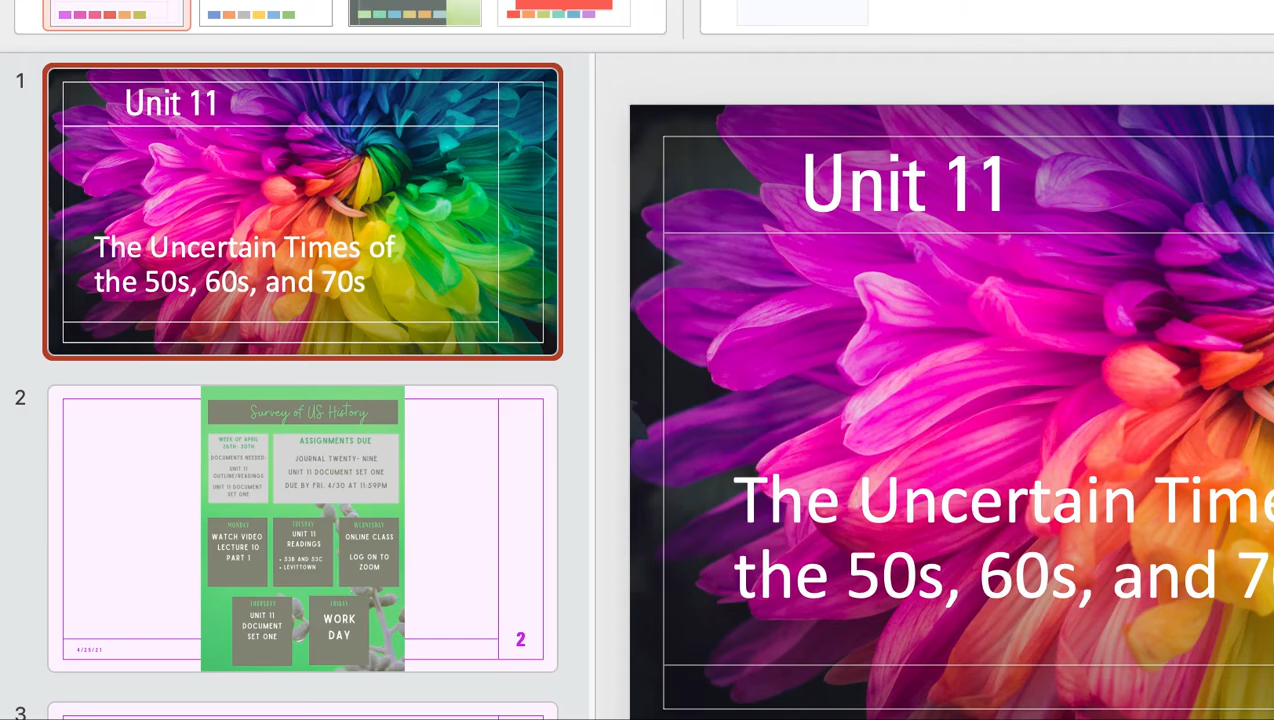 1
Unit 11
The Uncertain Times of
the 50s, 60s, and 70s
2
Survey of US History
WEEK OF APRIL
26TH- 30TH
DOCUMENTS NEEDED:
UNIT 11
OUTLINE/READINGS
UNIT 11 DOCUMENT
SET ONE
ASSIGNMENTS DUE
JOURNAL TWENTY- NINE
UNIT 11 DOCUMENT SET ONE
DUE BY FRI. 4/30 AT 11:59PM
MONDAY
WATCH VIDEO
LECTURE 10
PART 1
TUESDAY
UNIT 11
READINGS
• 53B AND 53C
• LEVITTOWN
WEDNESDAY
ONLINE CLASS
LOG ON TO
ZOOM
THURSDAY
UNIT 11
DOCUMENT
SET ONE
FRIDAY
WORK
DAY
4/25/21
2
3
Unit 11
The Uncertain Time
the 50s, 60s, and 7